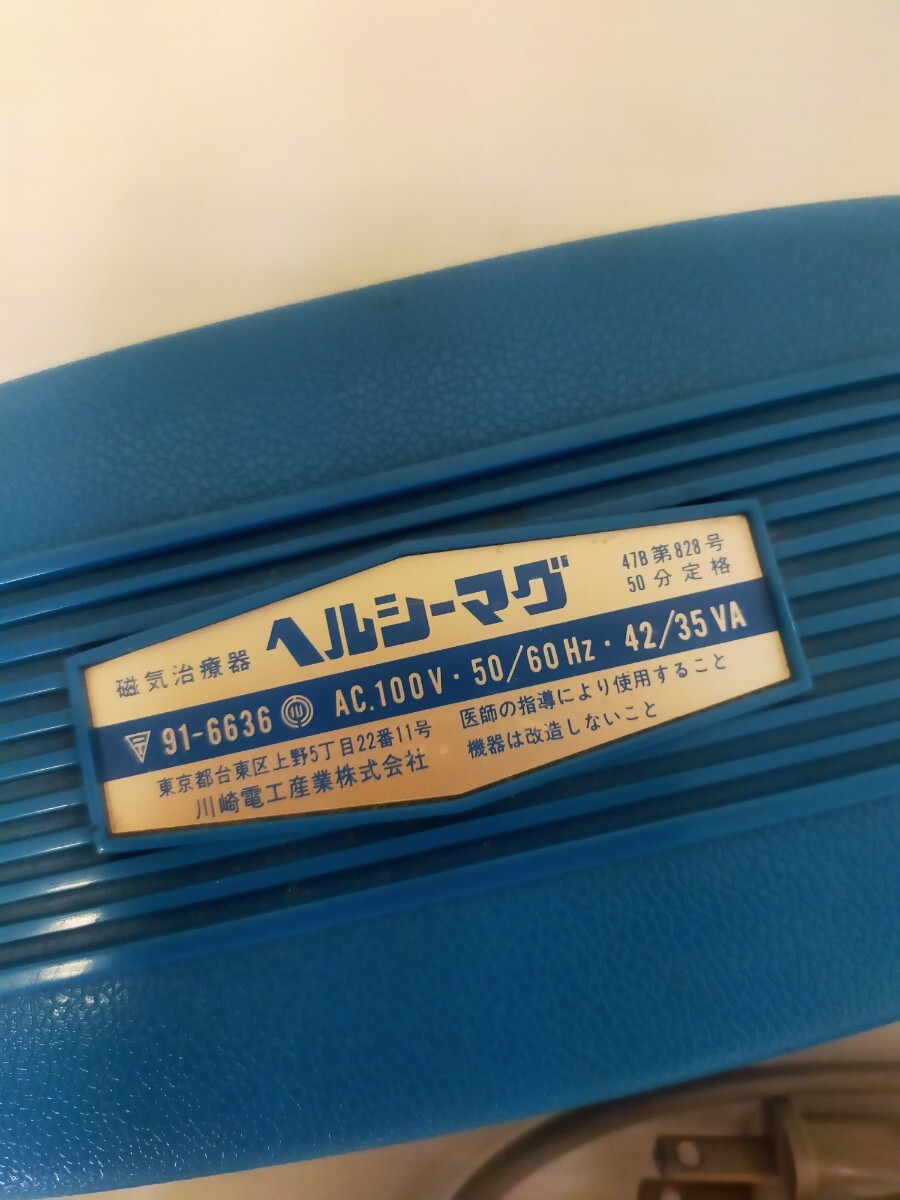 磁気治療器 ヘルシーマグ
47B第828号
50分定格
〒 91-6636 AC.100V・50/60Hz・42/35VA
東京都台東区上野5丁目22番11号
川崎電工産業株式会社
医師の指導により使用すること
機器は改造しないこと